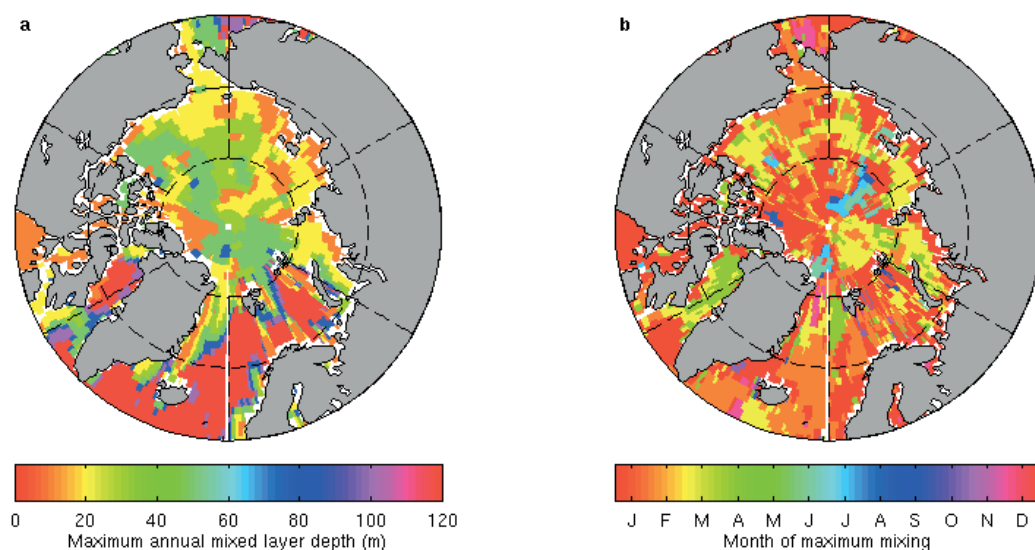 a
b
0 20 40 60 80 100 120
Maximum annual mixed layer depth (m)
J F M A M J J A S O N D
Month of maximum mixing